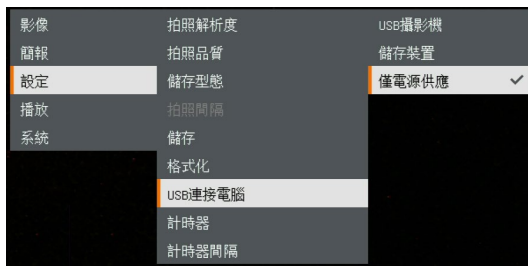 影像
簡報
設定
播放
系統
拍照解析度
拍照品質
儲存型態
拍照間隔
儲存
格式化
USB連接電腦
計時器
計時器間隔
USB攝影機
儲存裝置
僅電源供應